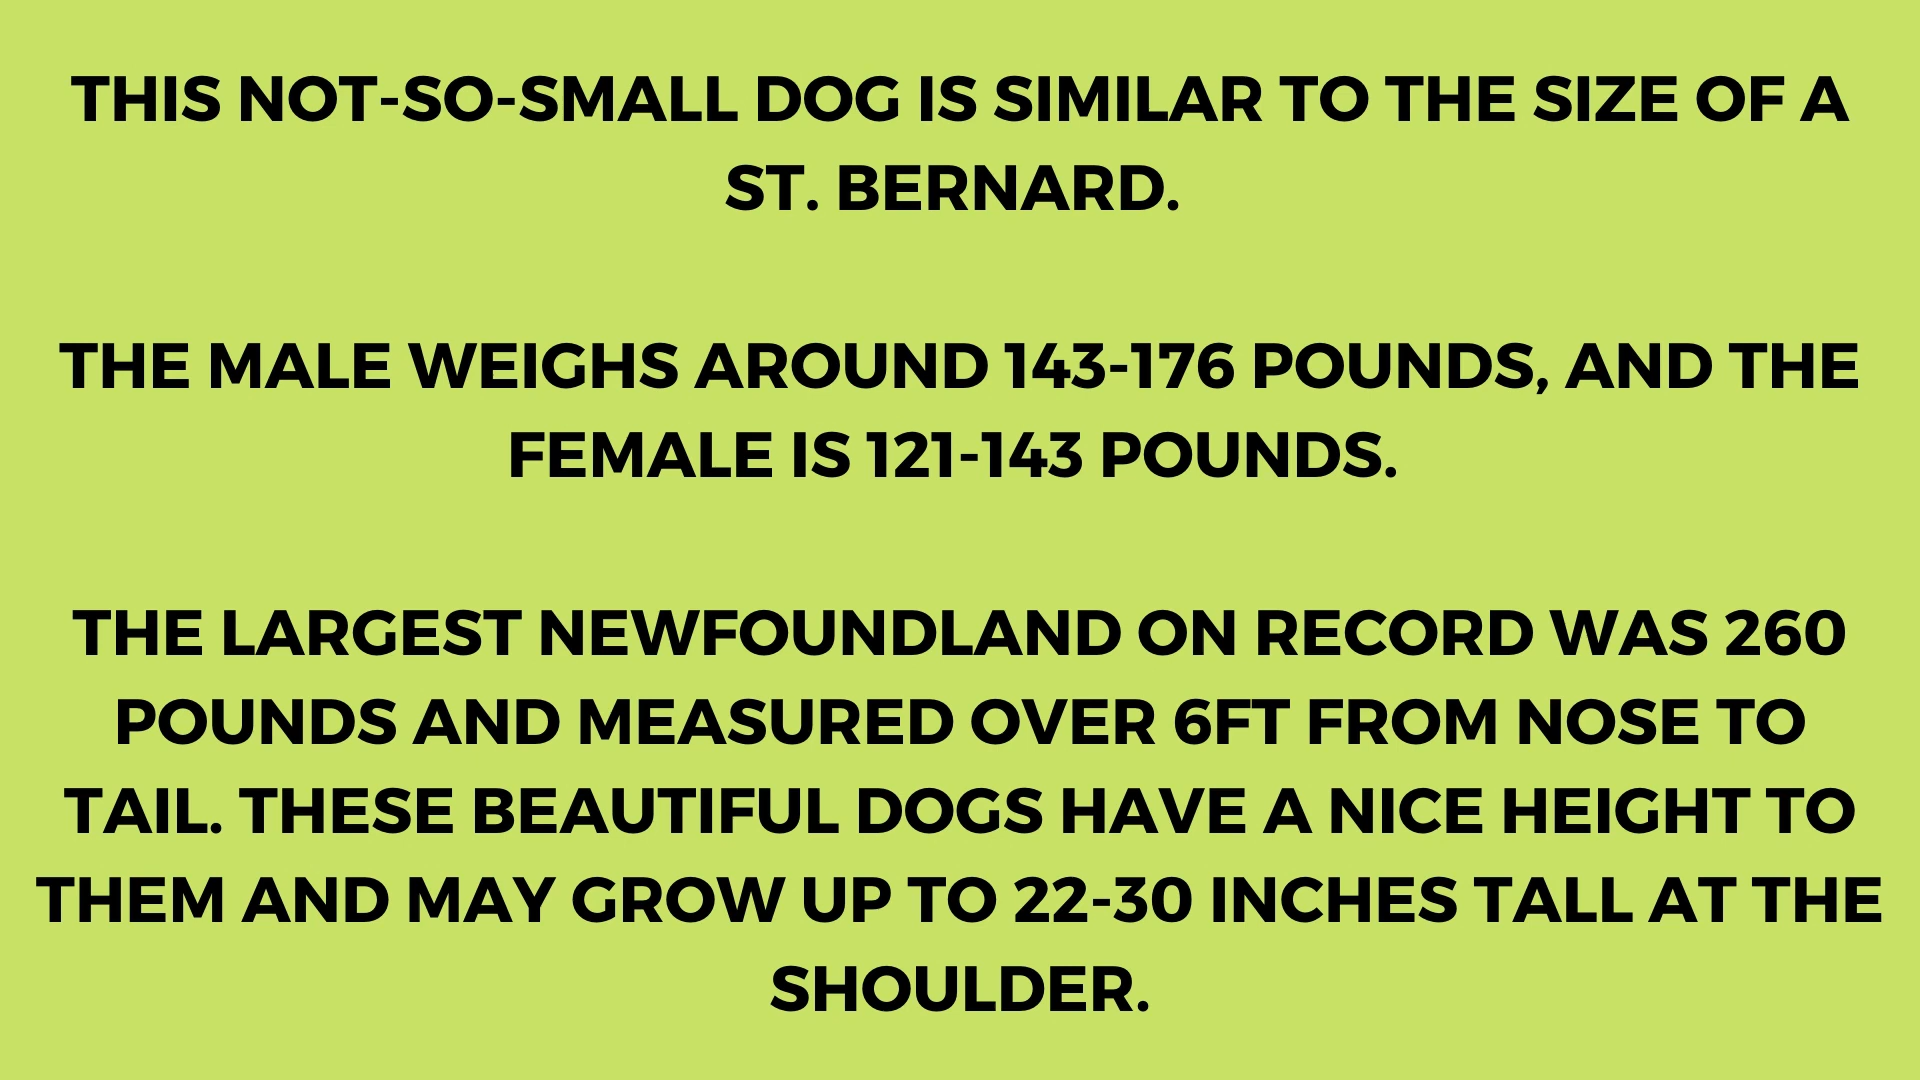 THIS NOT-SO-SMALL DOG IS SIMILAR TO THE SIZE OF A
ST. BERNARD.
THE MALE WEIGHS AROUND 143-176 POUNDS, AND THE
FEMALE IS 121-143 POUNDS.
THE LARGEST NEWFOUNDLAND ON RECORD WAS 260
POUNDS AND MEASURED OVER 6FT FROM NOSE TO
TAIL. THESE BEAUTIFUL DOGS HAVE A NICE HEIGHT TO
THEM AND MAY GROW UP TO 22-30 INCHES TALL AT THE
SHOULDER.